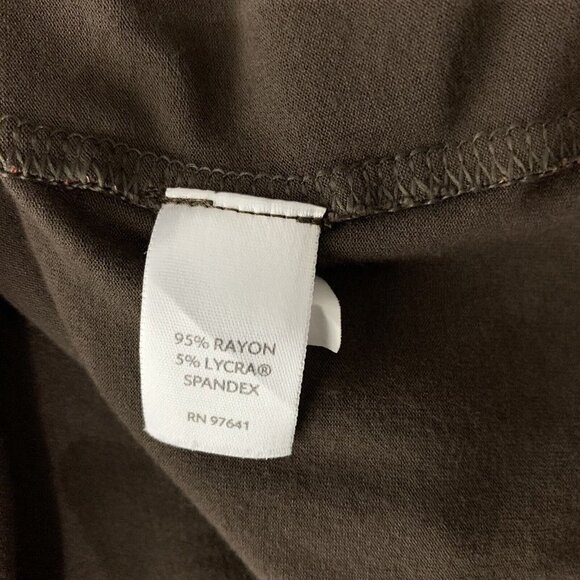 95% RAYON
5% LYCRA®
SPANDEX
RN 97641